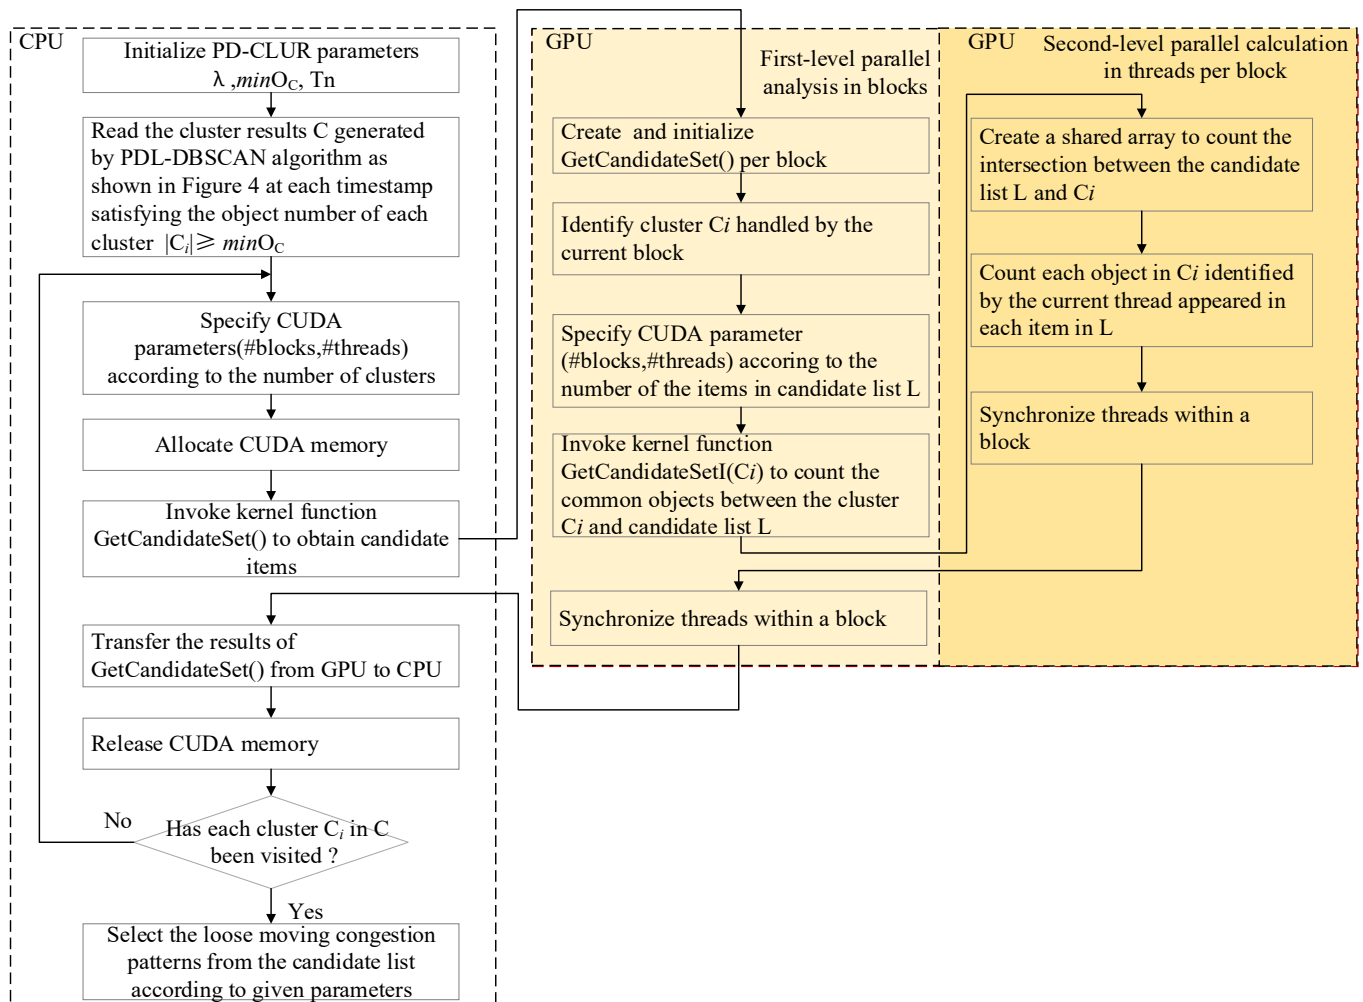 CPU
Initialize PD-CLUR parameters
λ ,minOC, Tn
Read the cluster results C generated
by PDL-DBSCAN algorithm as
shown in Figure 4 at each timestamp
satisfying the object number of each
cluster |Ci|≥ minOC
Specify CUDA
parameters(#blocks,#threads)
according to the number of clusters
Allocate CUDA memory
Invoke kernel function
GetCandidateSet() to obtain candidate
items
Transfer the results of
GetCandidateSet() from GPU to CPU
Release CUDA memory
Has each cluster Ci in C
been visited ?
No
Yes
Select the loose moving congestion
patterns from the candidate list
according to given parameters
GPU
First-level parallel
analysis in blocks
Create and initialize
GetCandidateSet() per block
Identify cluster Ci handled by the
current block
Specify CUDA parameter
(#blocks,#threads) accoring to the
number of the items in candidate list L
Invoke kernel function
GetCandidateSetI(Ci) to count the
common objects between the cluster
Ci and candidate list L
Synchronize threads within a block
GPU
Second-level parallel calculation
in threads per block
Create a shared array to count the
intersection between the candidate
list L and Ci
Count each object in Ci identified
by the current thread appeared in
each item in L
Synchronize threads within a
block